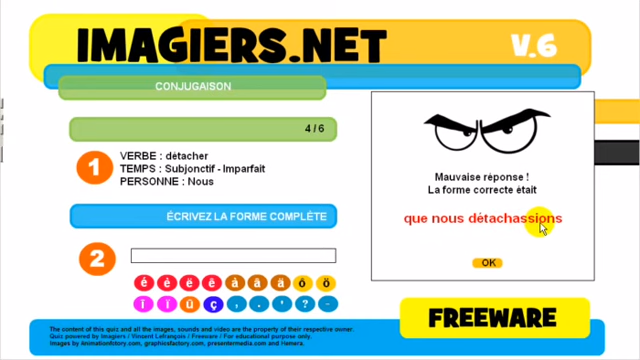 IMAGIERS.NET
V.6
CONJUGAISON
4 / 6
1
VERBE : détacher
TEMPS : Subjonctif - Imparfait
PERSONNE : Nous
ÉCRIVEZ LA FORME COMPLÈTE
2
Mauvaise réponse !
La forme correcte était
que nous détachassions
OK
FREEWARE
The content of this quiz and all the images, sounds and video are the property of their respective owner.
Quiz powered by Imagiers / Vincent Lefrançois / Freeware / For educational purpose only.
Images by Animationfctory.com, graphicsfactory.com, presentermedia.com and Hemera.